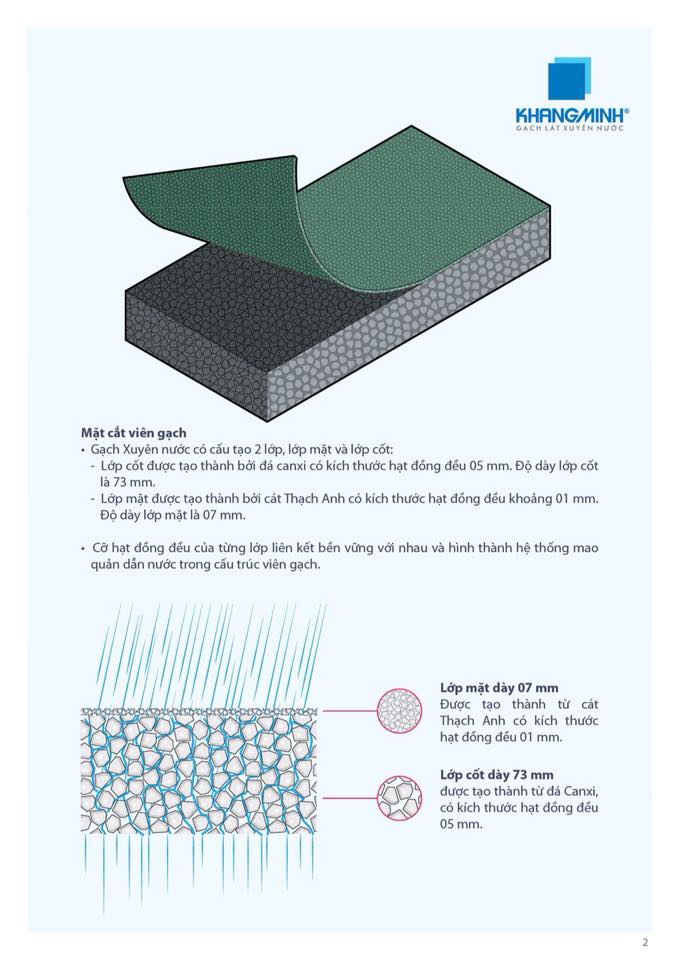 KHANGMINH®
GẠCH LÁT XUYÊN NƯỚC
Mặt cắt viên gạch
• Gạch Xuyên nước có cấu tạo 2 lớp, lớp mặt và lớp cốt:
- Lớp cốt được tạo thành bởi đá canxi có kích thước hạt đồng đều 05 mm. Độ dày lớp cốt
là 73 mm.
- Lớp mặt được tạo thành bởi cát Thạch Anh có kích thước hạt đồng đều khoảng 01 mm.
Độ dày lớp mặt là 07 mm.
• Cỡ hạt đồng đều của từng lớp liên kết bền vững với nhau và hình thành hệ thống mao
quản dẫn nước trong cấu trúc viên gạch.
Lớp mặt dày 07 mm
Được tạo thành từ cát
Thạch Anh có kích thước
hạt đồng đều 01 mm.
Lớp cốt dày 73 mm
được tạo thành từ đá Canxi,
có kích thước hạt đồng đều
05 mm.
2